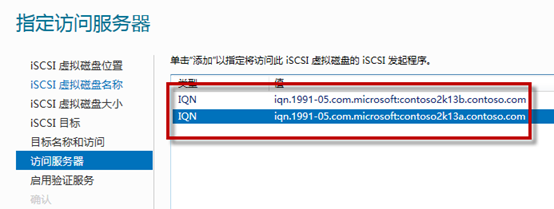 指定访问服务器
iSCSI 虚拟磁盘位置
iSCSI 虚拟磁盘名称
iSCSI 虚拟磁盘大小
iSCSI 目标
目标名称和访问
访问服务器
启用验证服务
确认
单击"添加"以指定将访问此 iSCSI 虚拟磁盘的 iSCSI 发起程序。
类型 值
IQN iqn.1991-05.com.microsoft:contoso2k13b.contoso.com
IQN iqn.1991-05.com.microsoft:contoso2k13a.contoso.com